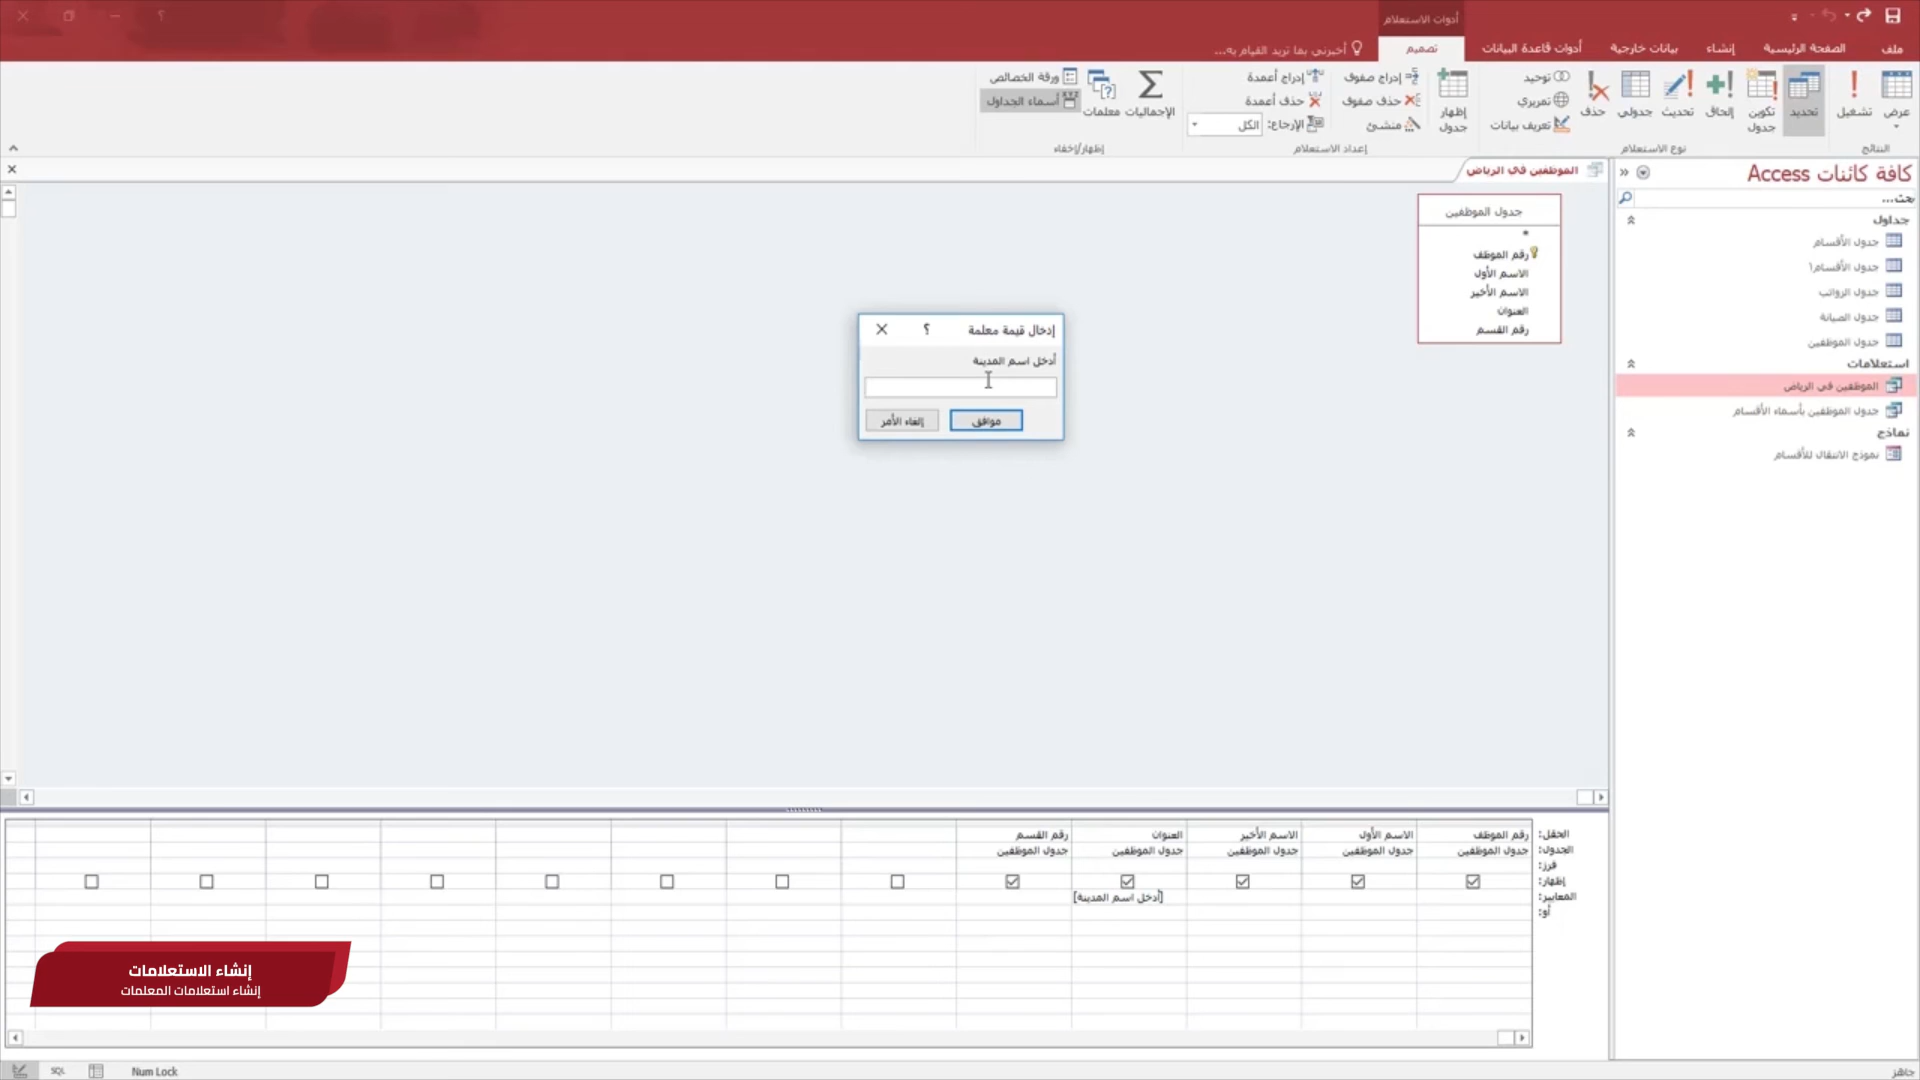 أدوات الاستعلام
ملف
الصفحة الرئيسية
إنشاء
بيانات خارجية
أدوات قاعدة البيانات
تصميم
أخبرني بما تريد القيام به...
عرض
تشغيل
تحديد
تكوين جدول
إلحاق
تحديث
جدولي
حذف
توحيد
تمريري
تعريف بيانات
إظهار جدول
إدراج صفوف
حذف صفوف
منشئ
إدراج أعمدة
حذف أعمدة
الإرجاع: الكل
الإجماليات
معلمات
ورقة الخصائص
أسماء الجداول
النتائج
نوع الاستعلام
إعداد الاستعلام
إظهار/إخفاء
كافة كائنات Access
بحث...
جداول
جدول الأقسام
جدول الأقسام١
جدول الرواتب
جدول الصيانة
جدول الموظفين
استعلامات
الموظفين في الرياض
جدول الموظفين بأسماء الأقسام
نماذج
نموذج الانتقال للأقسام
الموظفين في الرياض
جدول الموظفين
*
رقم الموظف
الاسم الأول
الاسم الأخير
العنوان
رقم القسم
إدخال قيمة معلمة ؟
أدخل اسم المدينة
موافق
إلغاء الأمر
الحقل: رقم الموظف الاسم الأول الاسم الأخير العنوان رقم القسم
الجدول: جدول الموظفين جدول الموظفين جدول الموظفين جدول الموظفين جدول الموظفين
فرز:
إظهار:
المعايير: [أدخل اسم المدينة]
أو:
إنشاء الاستعلامات
إنشاء استعلامات المعلمات
جاهز
Num Lock
SQL